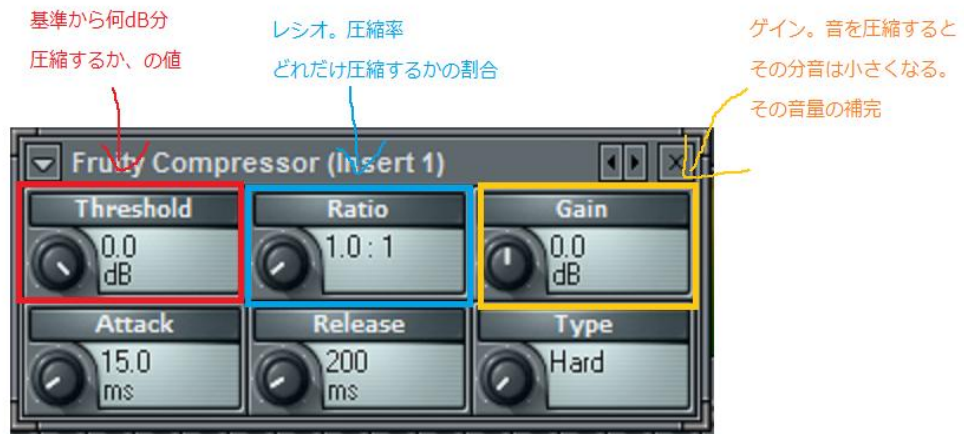 基準から何dB分
圧縮するか、の値
レシオ。圧縮率
どれだけ圧縮するかの割合
ゲイン。音を圧縮すると
その分音は小さくなる。
その音量の補完
Fruity Compressor (Insert 1)
Threshold
0.0
dB
Ratio
1.0 : 1
Gain
0.0
dB
Attack
15.0
ms
Release
200
ms
Type
Hard